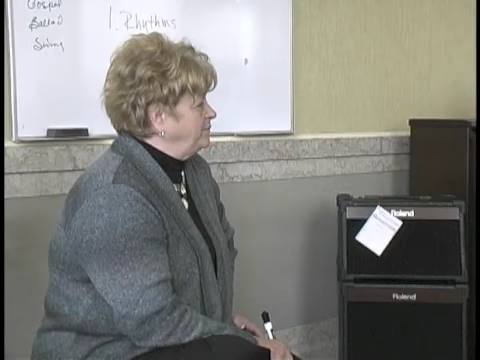 Gospel
Ballad
Swing
1. Rhythms
Roland
Roland